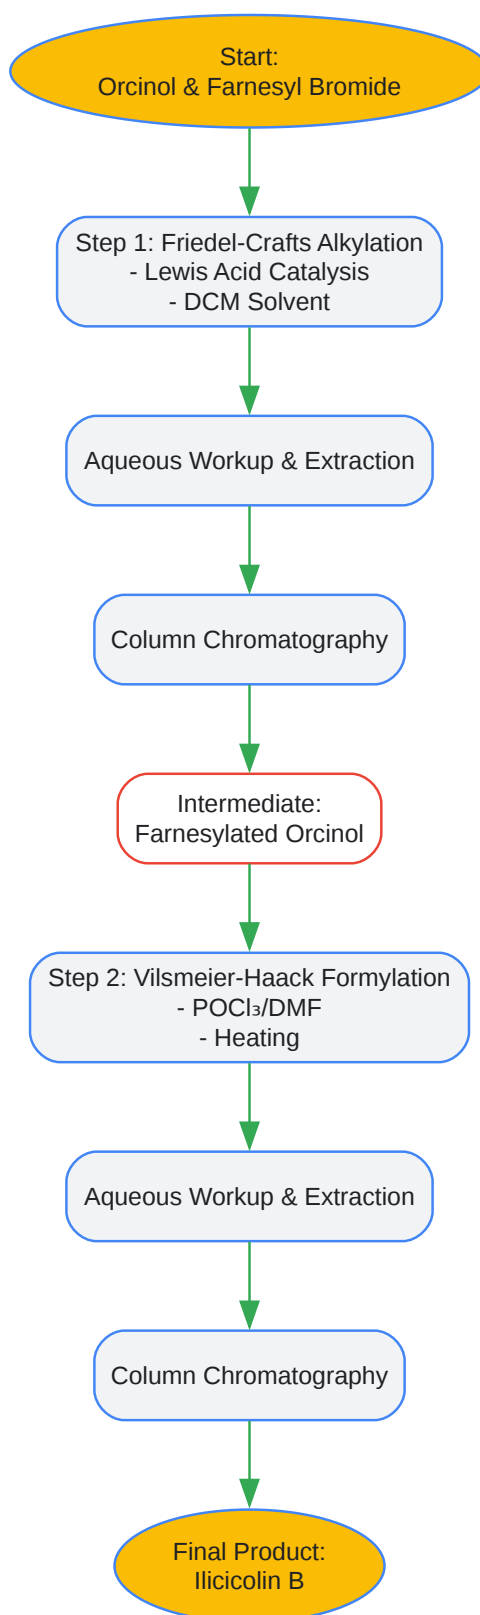 Start:
Orcinol & Farnesyl Bromide
Step 1: Friedel-Crafts Alkylation
- Lewis Acid Catalysis
- DCM Solvent
Aqueous Workup & Extraction
Column Chromatography
Intermediate:
Farnesylated Orcinol
Step 2: Vilsmeier-Haack Formylation
- POCl₃/DMF
- Heating
Aqueous Workup & Extraction
Column Chromatography
Final Product:
Ilicicolin B